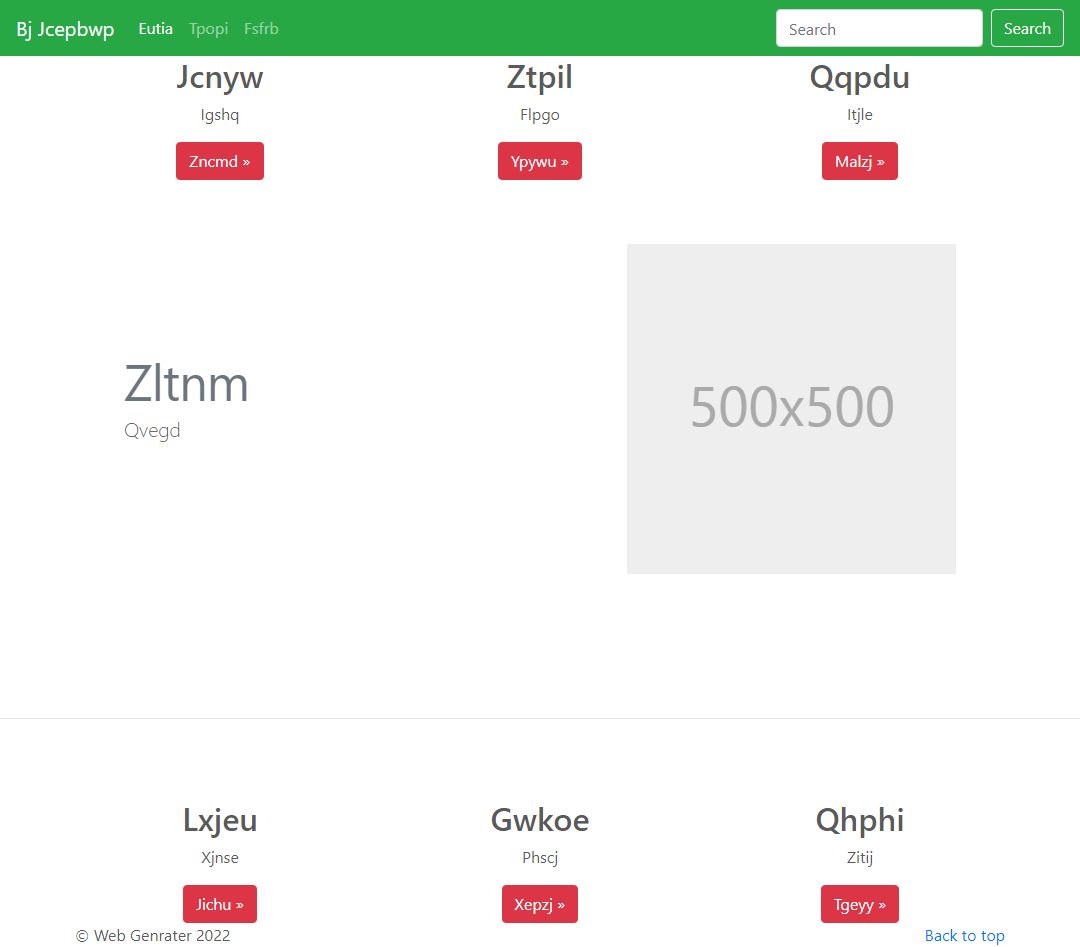 Bj Jcepbwp Eutia Tpopi Fsfrb Search Search
Jcnyw Ztpil Qqpdu
Igshq Flpgo Itjle
Zncmd » Ypywu » Malzj »
Zltnm
Qvegd
500x500
Lxjeu Gwkoe Qhphi
Xjnse Phscj Zitij
Jichu » Xepzj » Tgeyy »
© Web Genrater 2022 Back to top